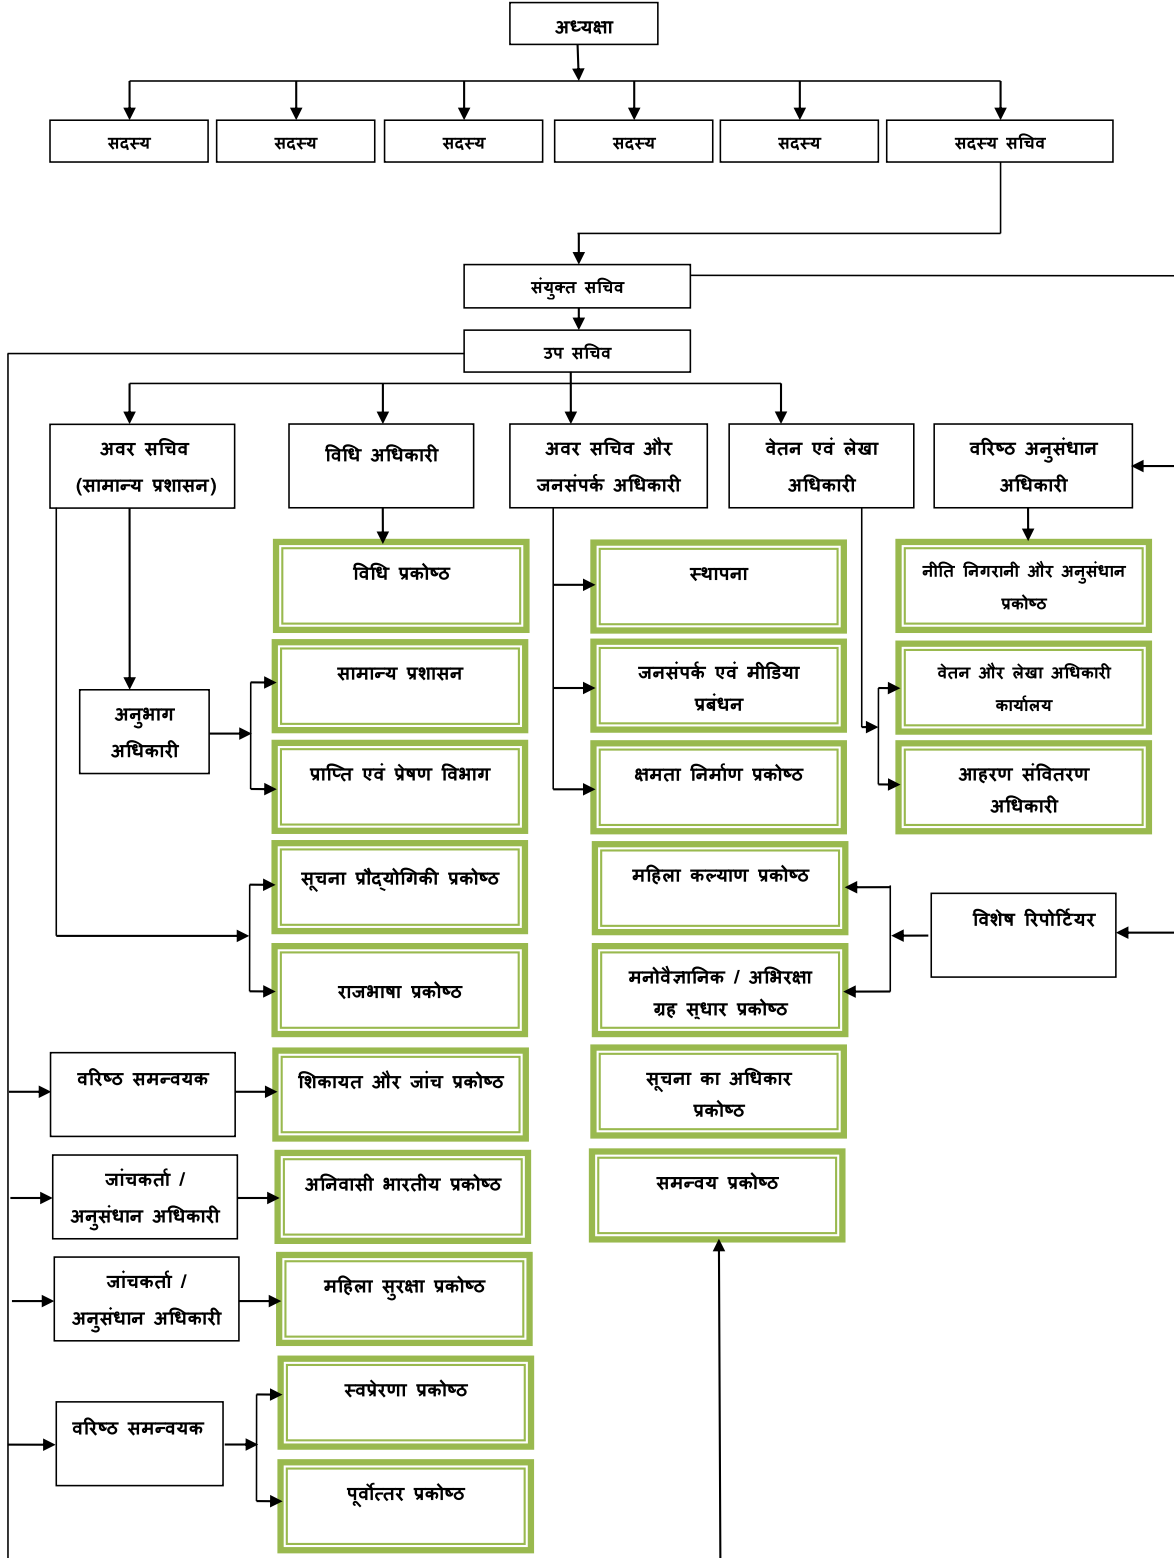 अध्यक्षा
सदस्य
सदस्य
सदस्य
सदस्य
सदस्य
सदस्य सचिव
संयुक्त सचिव
उप सचिव
अवर सचिव
(सामान्य प्रशासन)
विधि अधिकारी
अवर सचिव और
जनसंपर्क अधिकारी
वेतन एवं लेखा
अधिकारी
वरिष्ठ अनुसंधान
अधिकारी
विधि प्रकोष्ठ
स्थापना
नीति निगरानी और अनुसंधान
प्रकोष्ठ
सामान्य प्रशासन
जनसंपर्क एवं मीडिया
प्रबंधन
वेतन और लेखा अधिकारी
कार्यालय
अनुभाग
अधिकारी
प्राप्ति एवं प्रेषण विभाग
क्षमता निर्माण प्रकोष्ठ
आहरण संवितरण
अधिकारी
सूचना प्रौद्योगिकी प्रकोष्ठ
महिला कल्याण प्रकोष्ठ
विशेष रिपोर्टियर
राजभाषा प्रकोष्ठ
मनोवैज्ञानिक / अभिरक्षा
ग्रह सुधार प्रकोष्ठ
वरिष्ठ समन्वयक
शिकायत और जांच प्रकोष्ठ
सूचना का अधिकार
प्रकोष्ठ
जांचकर्ता /
अनुसंधान अधिकारी
अनिवासी भारतीय प्रकोष्ठ
समन्वय प्रकोष्ठ
जांचकर्ता /
अनुसंधान अधिकारी
महिला सुरक्षा प्रकोष्ठ
स्वप्रेरणा प्रकोष्ठ
वरिष्ठ समन्वयक
पूर्वोत्तर प्रकोष्ठ